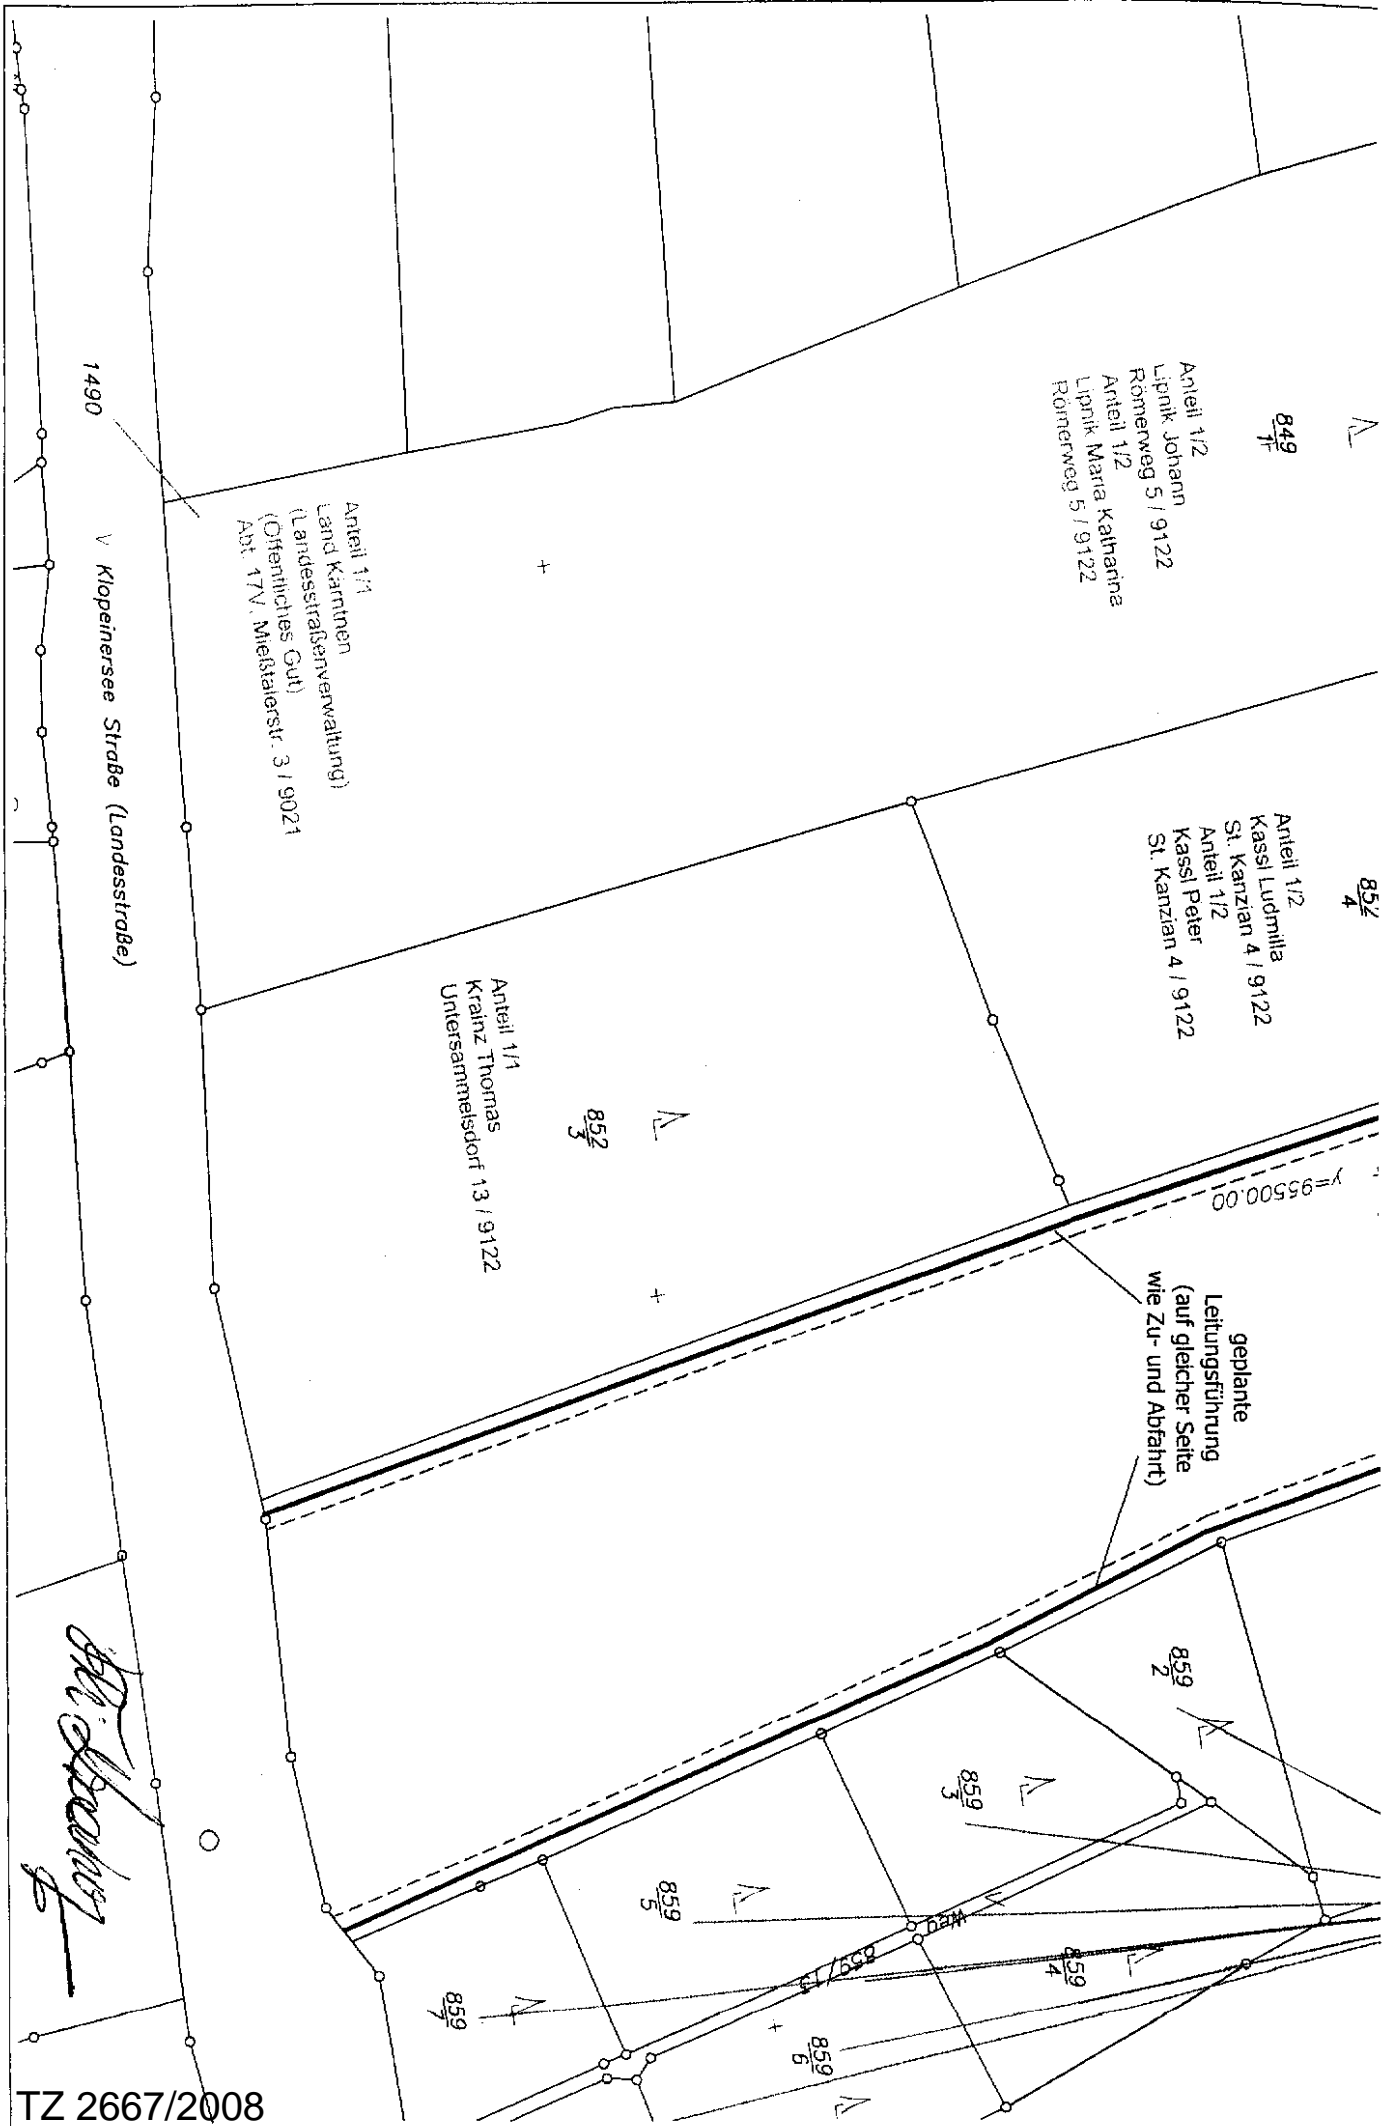 849
1
Anteil 1/2
Lipnik Johann
Römerweg 5 / 9122
Anteil 1/2
Lipnik Maria Katharina
Römerweg 5 / 9122
1490
Anteil 1/1
Land Kärntnen
(Landesstraßenverwaltung)
(Öffentliches Gut)
Abt. 17V. Mießtalerstr. 3 / 9021
Klopeinersee Straße (Landesstraße)
852
4
Anteil 1/2
Kassl Ludmilla
St. Kanzian 4 / 9122
Anteil 1/2
Kassl Peter
St. Kanzian 4 / 9122
852
3
Anteil 1/1
Krainz Thomas
Untersammelsdorf 13 / 9122
y=95500.00
geplante
Leitungsführung
(auf gleicher Seite
wie Zu- und Abfahrt)
859
2
859
3
859
5
Weg
859/13
859
4
859
7
859
6
TZ 2667/2008